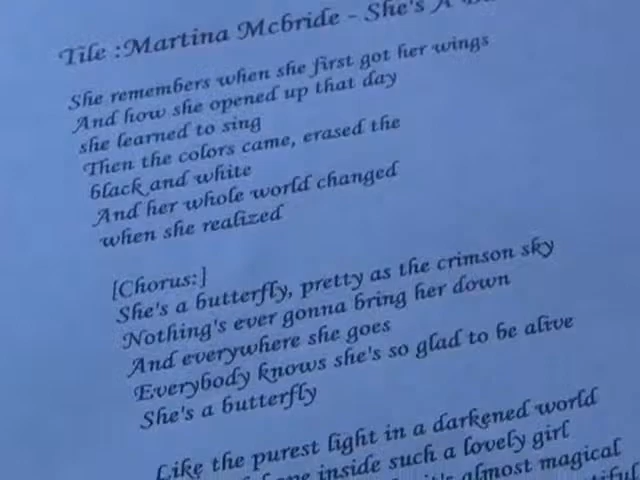 Tile :Martina Mcbride - She's A
She remembers when she first got her wings
And how she opened up that day
she learned to sing
Then the colors came, erased the
black and white
And her whole world changed
when she realized
[Chorus:]
She's a butterfly, pretty as the crimson sky
Nothing's ever gonna bring her down
And everywhere she goes
Everybody knows she's so glad to be alive
She's a butterfly
Like the purest light in a darkened world
inside such a lovely girl
almost magical